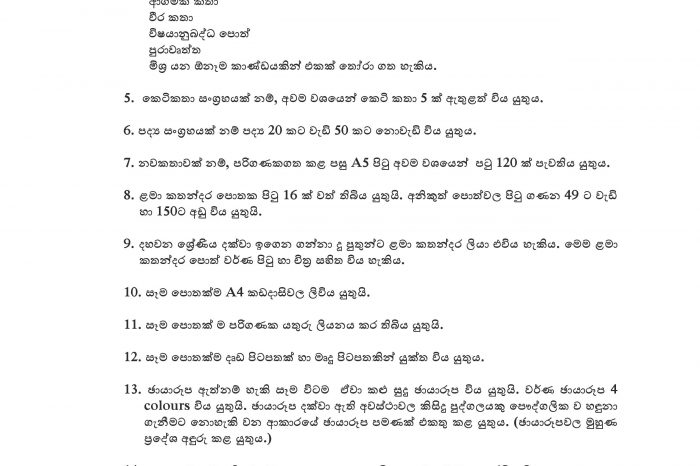 ආගමික කතා
වීර කතා
විෂයානුබද්ධ පොත්
පුරාවෘත්ත
මිශ්‍ර යන ඕනෑම කාණ්ඩයකින් එකක් තෝරා ගත හැකිය.
5. කෙටිකතා සංග්‍රහයක් නම්, අවම වශයෙන් කෙටි කතා 5 ක් ඇතුළත් විය යුතුය.
6. පද්‍ය සංග්‍රහයක් නම් පද්‍ය 20 කට වැඩි 50 කට නොවැඩි විය යුතුය.
7. නවකතාවක් නම්, පරිගණකගත කළ පසු A5 පිටු අවම වශයෙන් පටු 120 ක් පැවතිය යුතුය.
8. ළමා කතන්දර පොතක පිටු 16 ක් වත් තිබිය යුතුයි. අනිකුත් පොත්වල පිටු ගණන 49 ට වැඩි
හා 150ට අඩු විය යුතුයි.
9. දහවන ශ්‍රේණිය දක්වා ඉගෙන ගන්නා දූ පුතුන්ට ළමා කතන්දර ලියා එවිය හැකිය. මෙම ළමා
කතන්දර පොත් වර්ණ පිටු හා චිත්‍ර සහිත විය හැකිය.
10. සෑම පොතක්ම A4 කඩදාසිවල ලිවිය යුතුයි.
11. සෑම පොතක් ම පරිගණක යතුරු ලියනය කර තිබිය යුතුයි.
12. සෑම පොතක්ම දෘඩ පිටපතක් හා මෘදු පිටපතකින් යුක්ත විය යුතුය.
13. ඡායාරූප ඇත්නම් හැකි සෑම විටම ඒවා කළු සුදු ඡායාරූප විය යුතුයි. වර්ණ ඡායාරූප 4
colours විය යුතුයි. ඡායාරූප දක්වා ඇති අවස්ථාවල කිසිදු පුද්ගලයකු පෞද්ගලික ව හඳුනා
ගැනීමට නොහැකි වන ආකාරයේ ඡායාරූප පමණක් එකතු කළ යුතුය. (ඡායාරූපවල මුහුණ
ප්‍රදේශ අඳුරු කළ යුතුය.)